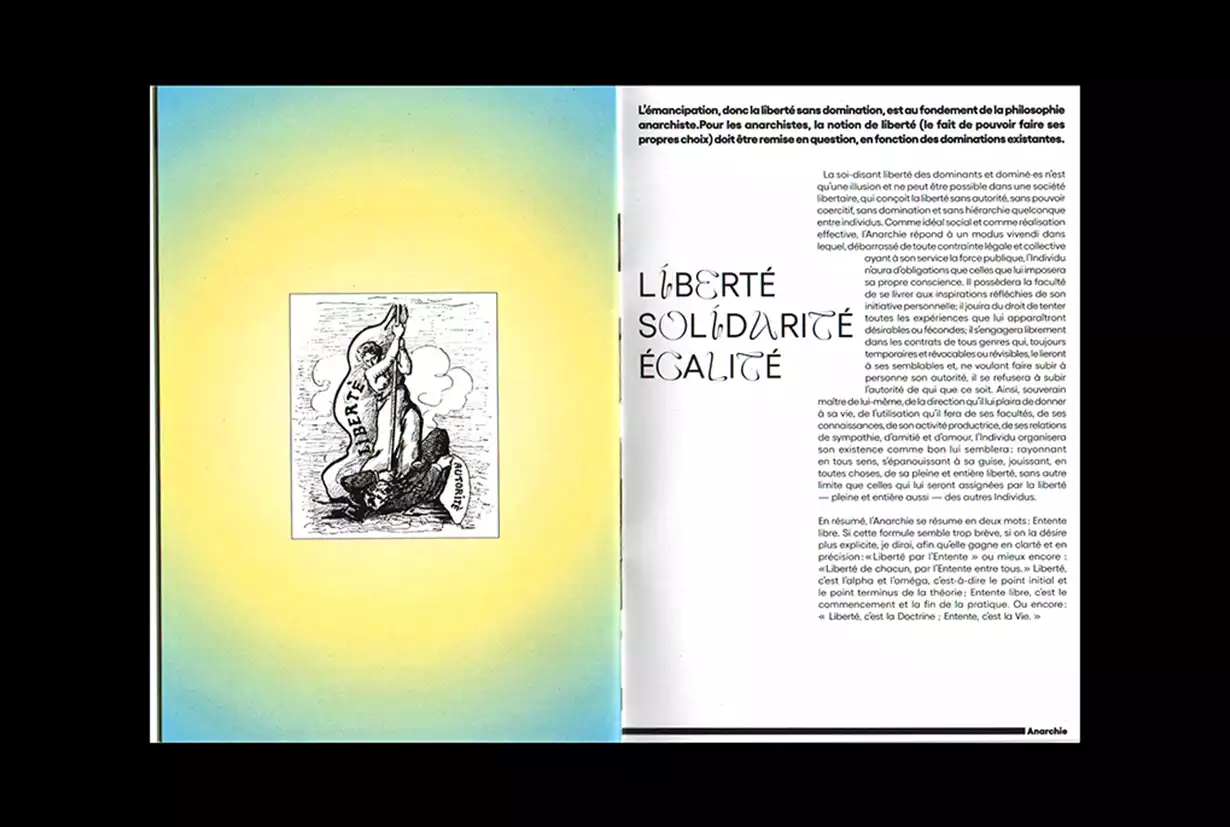 LIBERTÉ
AUTORITÉ
L'émancipation, donc la liberté sans domination, est au fondement de la philosophie
anarchiste.Pour les anarchistes, la notion de liberté (le fait de pouvoir faire ses
propres choix) doit être remise en question, en fonction des dominations existantes.
LIBERTÉ
SOLIDARITÉ
ÉGALITÉ
La soi-disant liberté des dominants et dominé·es n'est
qu'une illusion et ne peut être possible dans une société
libertaire, qui conçoit la liberté sans autorité, sans pouvoir
coercitif, sans domination et sans hiérarchie quelconque
entre individus. Comme idéal social et comme réalisation
effective, l'Anarchie répond à un modus vivendi dans
lequel, débarrassé de toute contrainte légale et collective
ayant à son service la force publique, l'Individu
n'aura d'obligations que celles que lui imposera
sa propre conscience. Il possèdera la faculté
de se livrer aux inspirations réfléchies de son
initiative personnelle; il jouira du droit de tenter
toutes les expériences que lui apparaîtront
désirables ou fécondes; il s'engagera librement
dans les contrats de tous genres qui, toujours
temporaires et révocables ou révisibles, le lieront
à ses semblables et, ne voulant faire subir à
personne son autorité, il se refusera à subir
l'autorité de qui que ce soit. Ainsi, souverain
maître de lui-même, de la direction qu'il lui plaira de donner
à sa vie, de l'utilisation qu'il fera de ses facultés, de ses
connaissances, de son activité productrice, de ses relations
de sympathie, d'amitié et d'amour, l'Individu organisera
son existence comme bon lui semblera : rayonnant
en tous sens, s'épanouissant à sa guise, jouissant, en
toutes choses, de sa pleine et entière liberté, sans autre
limite que celles qui lui seront assignées par la liberté
— pleine et entière aussi — des autres Individus.
En résumé, l'Anarchie se résume en deux mots : Entente
libre. Si cette formule semble trop brève, si on la désire
plus explicite, je dirai, afin qu'elle gagne en clarté et en
précision : « Liberté par l'Entente » ou mieux encore :
« Liberté de chacun, par l'Entente entre tous. » Liberté,
c'est l'alpha et l'oméga, c'est-à-dire le point initial et
le point terminus de la théorie ; Entente libre, c'est le
commencement et la fin de la pratique. Ou encore :
« Liberté, c'est la Doctrine ; Entente, c'est la Vie. »
Anarchie